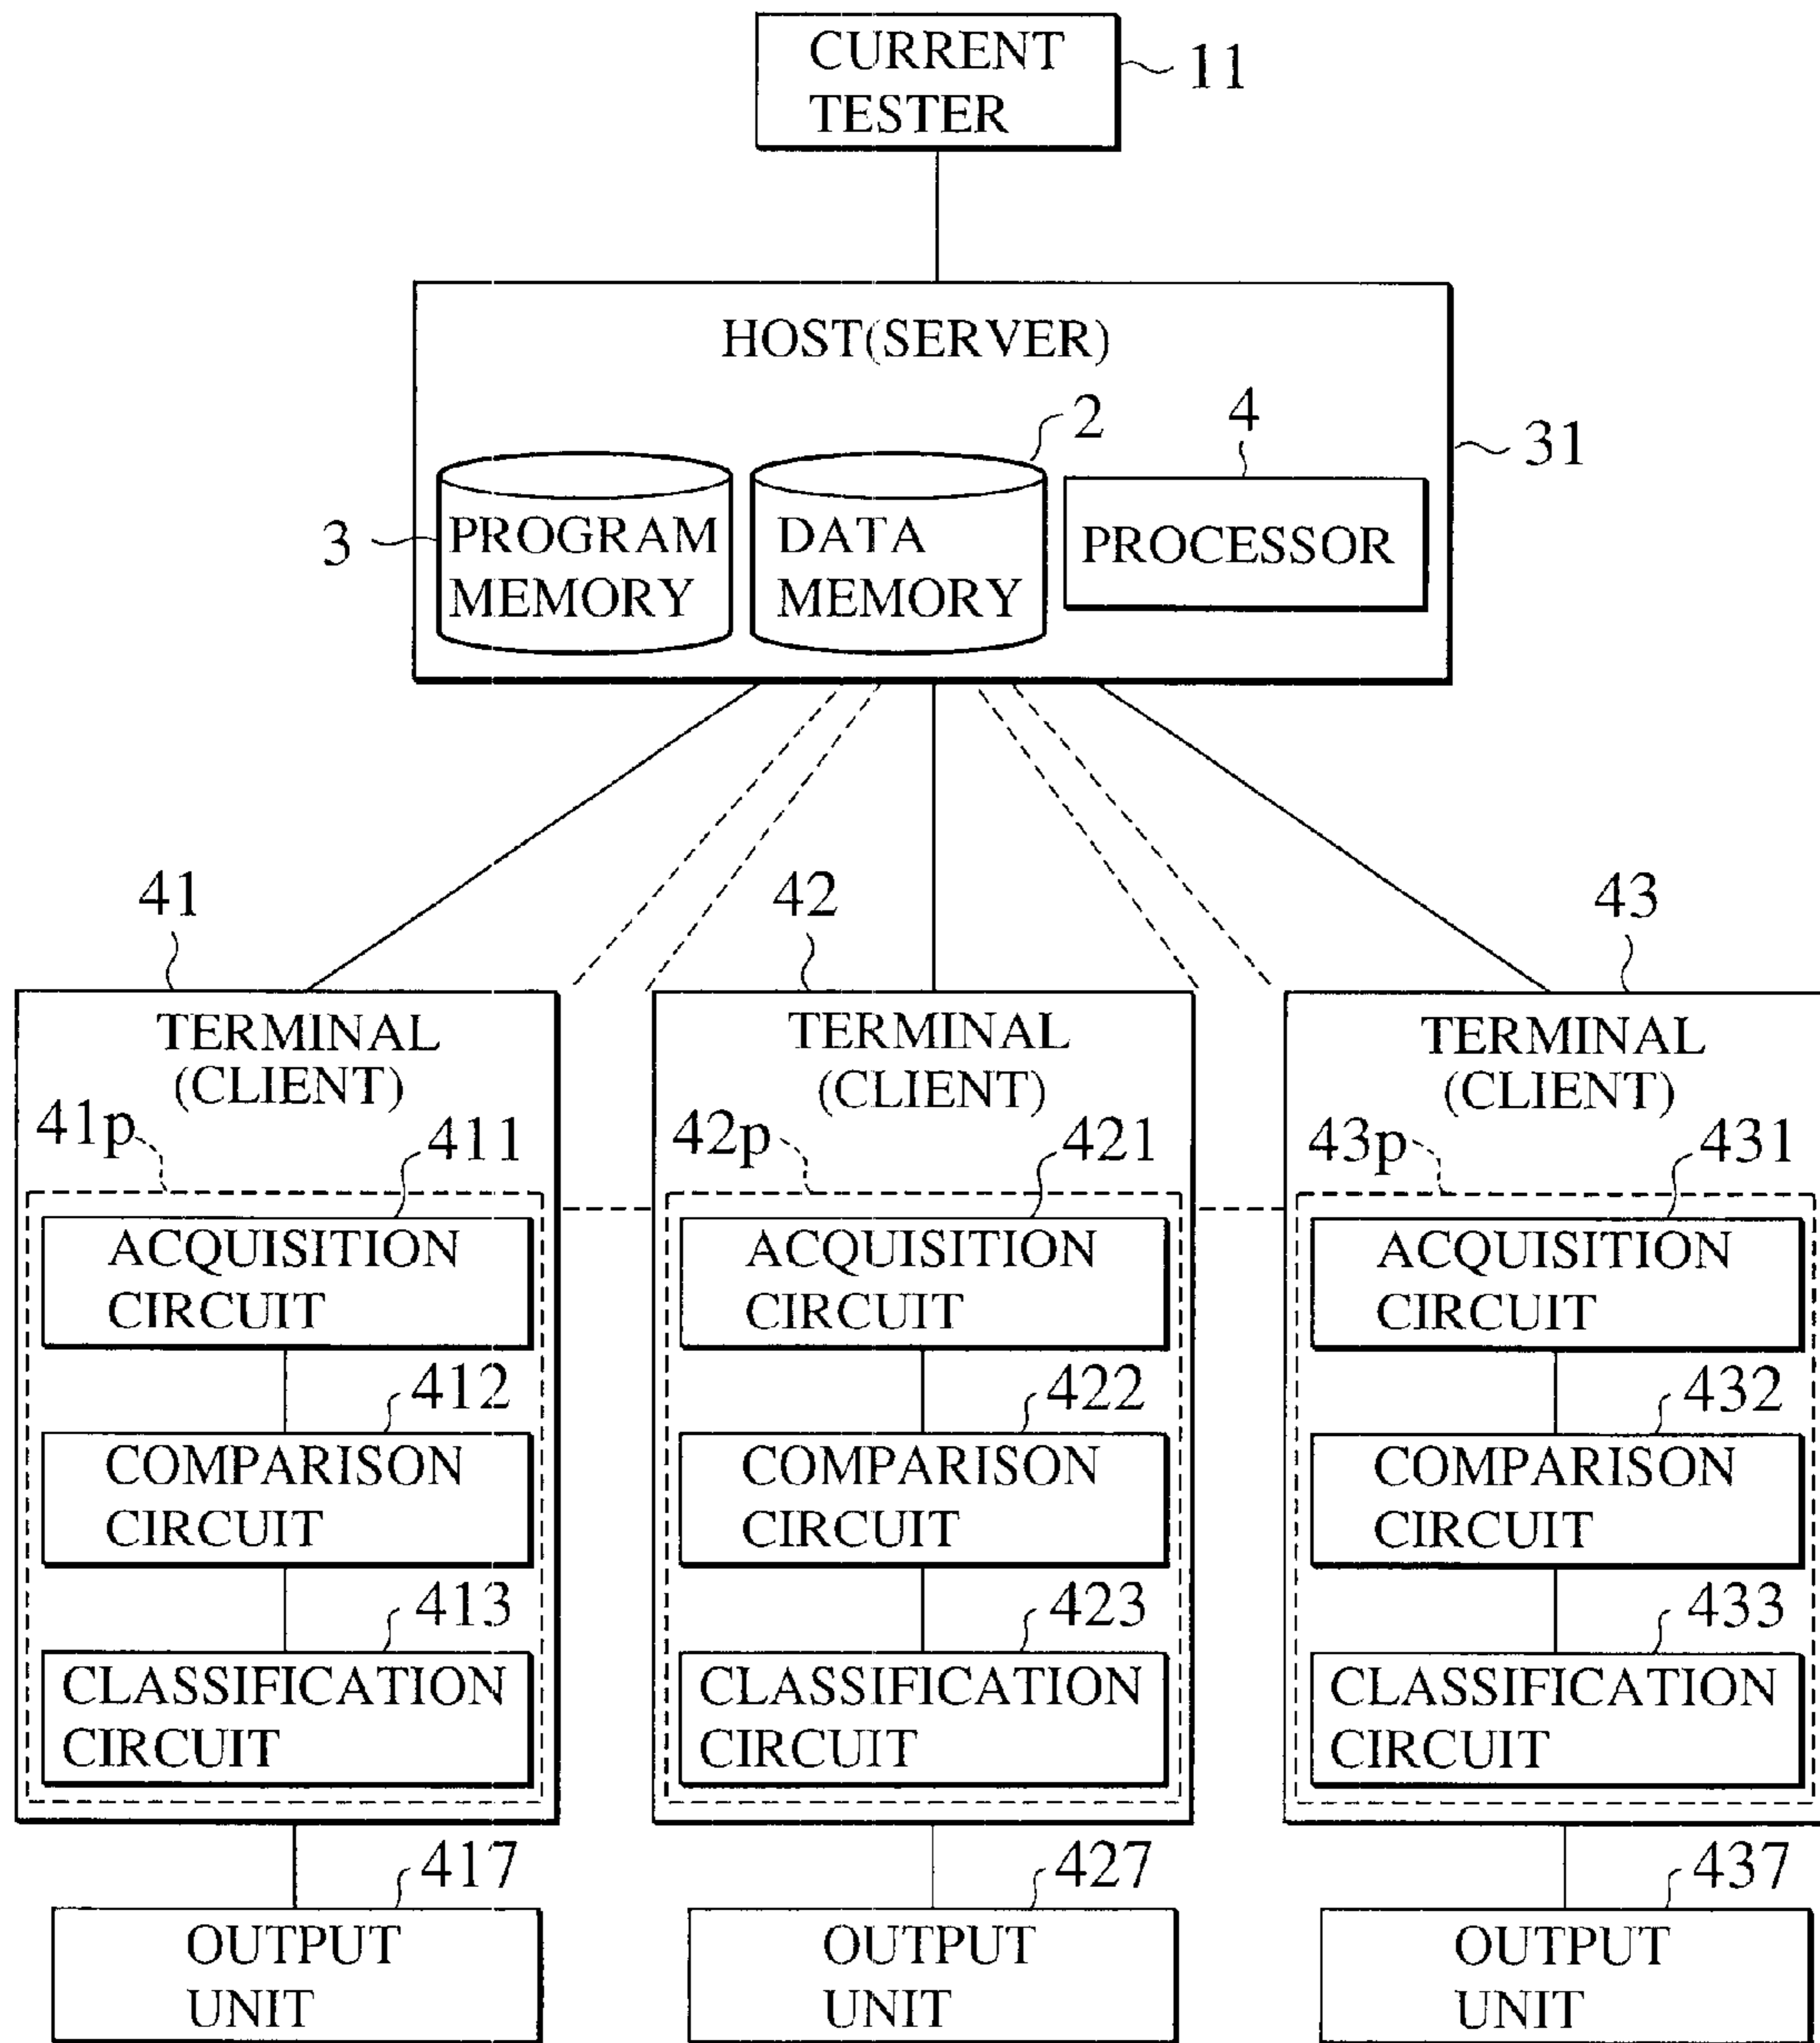 CURRENT
TESTER
11
HOST(SERVER)
2
4
31
3
PROGRAM
MEMORY
DATA
MEMORY
PROCESSOR
41
42
43
TERMINAL
(CLIENT)
41p
411
ACQUISITION
CIRCUIT
412
COMPARISON
CIRCUIT
413
CLASSIFICATION
CIRCUIT
417
OUTPUT
UNIT
TERMINAL
(CLIENT)
42p
421
ACQUISITION
CIRCUIT
422
COMPARISON
CIRCUIT
423
CLASSIFICATION
CIRCUIT
427
OUTPUT
UNIT
TERMINAL
(CLIENT)
43p
431
ACQUISITION
CIRCUIT
432
COMPARISON
CIRCUIT
433
CLASSIFICATION
CIRCUIT
437
OUTPUT
UNIT